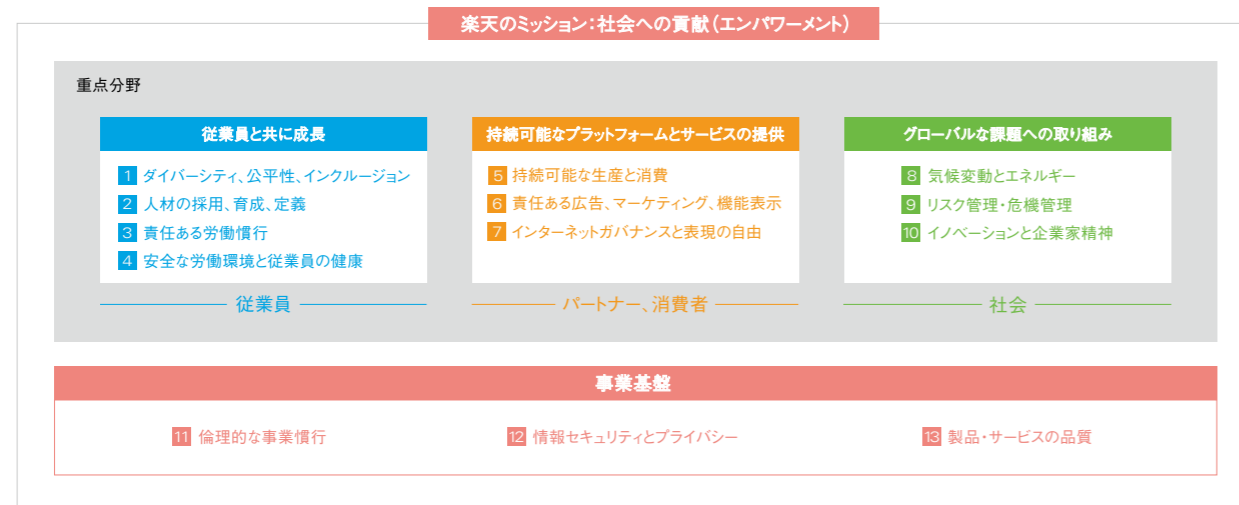 楽天のミッション：社会への貢献（エンパワーメント）
重点分野
従業員と共に成長
1 ダイバーシティ、公平性、インクルージョン
2 人材の採用、育成、定義
3 責任ある労働慣行
4 安全な労働環境と従業員の健康
従業員
持続可能なプラットフォームとサービスの提供
5 持続可能な生産と消費
6 責任ある広告、マーケティング、機能表示
7 インターネットガバナンスと表現の自由
パートナー、消費者
グローバルな課題への取り組み
8 気候変動とエネルギー
9 リスク管理・危機管理
10 イノベーションと企業家精神
社会
事業基盤
11 倫理的な事業慣行
12 情報セキュリティとプライバシー
13 製品・サービスの品質